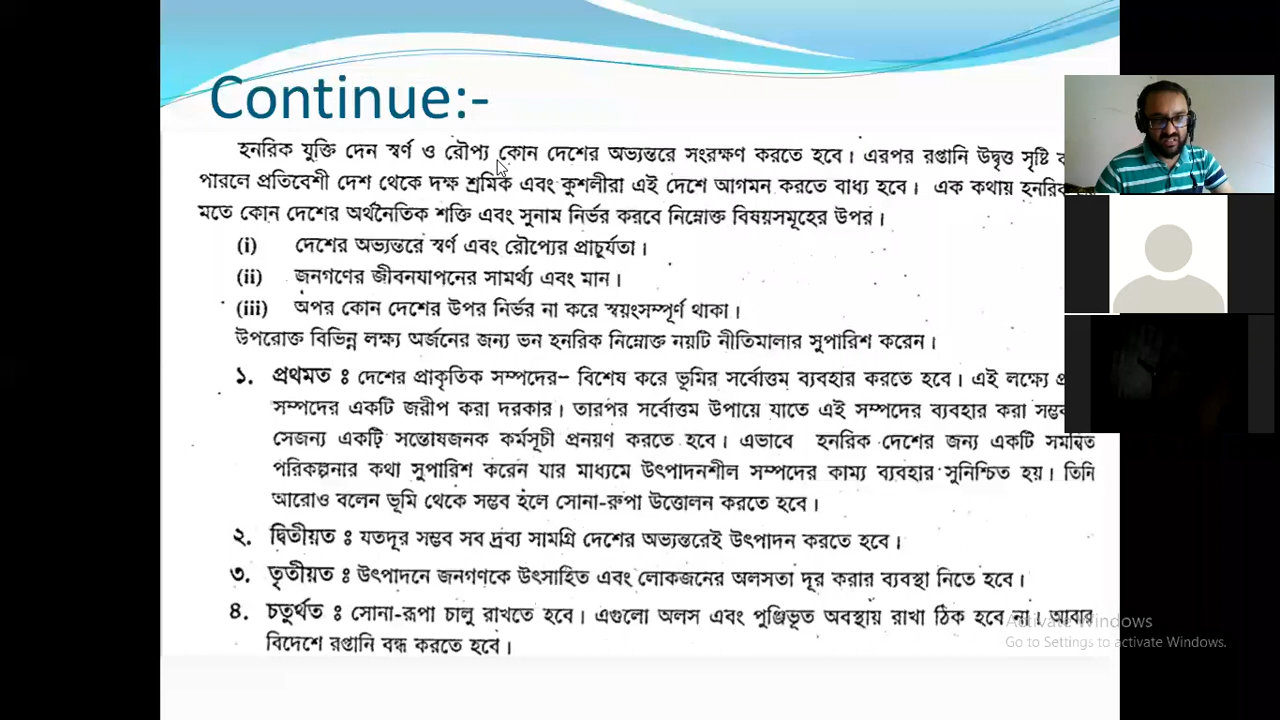 Continue:-
হনরিক যুক্তি দেন স্বর্ণ ও রৌপ্য কোন দেশের অভ্যন্তরে সংরক্ষণ করতে হবে। এরপর রপ্তানি উদ্বৃত্ত সৃষ্টি
পারলে প্রতিবেশী দেশ থেকে দক্ষ শ্রমিক এবং কুশলীরা এই দেশে আগমন করতে বাধ্য হবে। এক কথায় হনরিক
মতে কোন দেশের অর্থনৈতিক শক্তি এবং সুনাম নির্ভর করবে নিম্নোক্ত বিষয়সমূহের উপর।
(i) দেশের অভ্যন্তরে স্বর্ণ এবং রৌপ্যের প্রাচুর্যতা।
(ii) জনগণের জীবনযাপনের সামর্থ্য এবং মান।
(iii) অপর কোন দেশের উপর নির্ভর না করে স্বয়ংসম্পূর্ণ থাকা।
উপরোক্ত বিভিন্ন লক্ষ্য অর্জনের জন্য ভন হনরিক নিম্নোক্ত নয়টি নীতিমালার সুপারিশ করেন।
১. প্রথমত ঃ দেশের প্রাকৃতিক সম্পদের– বিশেষ করে ভূমির সর্বোত্তম ব্যবহার করতে হবে। এই লক্ষ্যে
সম্পদের একটি জরীপ করা দরকার। তারপর সর্বোত্তম উপায়ে যাতে এই সম্পদের ব্যবহার করা
সেজন্য একটি সন্তোষজনক কর্মসূচী প্রনয়ণ করতে হবে। এভাবে হনরিক দেশের জন্য একটি সমন্বিত
পরিকল্পনার কথা সুপারিশ করেন যার মাধ্যমে উৎপাদনশীল সম্পদের কাম্য ব্যবহার সুনিশ্চিত হয়। তিনি
আরোও বলেন ভূমি থেকে সম্ভব হলে সোনা-রুপা উত্তোলন করতে হবে।
২. দ্বিতীয়ত ঃ যতদূর সম্ভব সব দ্রব্য সামগ্রি দেশের অভ্যন্তরেই উৎপাদন করতে হবে।
৩. তৃতীয়ত ঃ উৎপাদনে জনগণকে উৎসাহিত এবং লোকজনের অলসতা দূর করার ব্যবস্থা নিতে হবে।
৪. চতুর্থত ঃ সোনা-রূপা চালু রাখতে হবে। এগুলো অলস এবং পুঞ্জিভূত অবস্থায় রাখা ঠিক হবে না। আবার
বিদেশে রপ্তানি বন্ধ করতে হবে।
Activate Windows
Go to Settings to activate Windows.